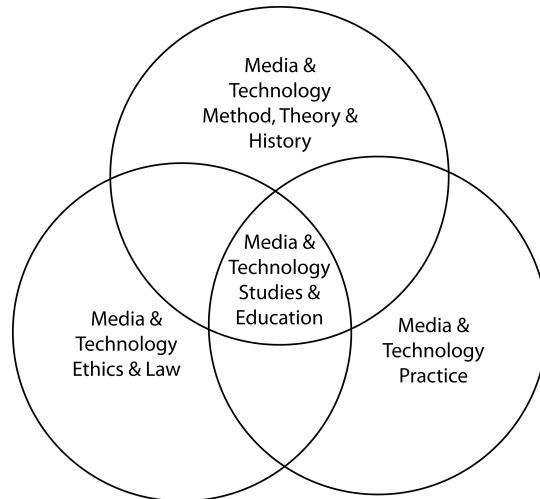 Media &
Technology
Method, Theory &
History
Media &
Technology
Studies &
Education
Media &
Technology
Ethics & Law
Media &
Technology
Practice